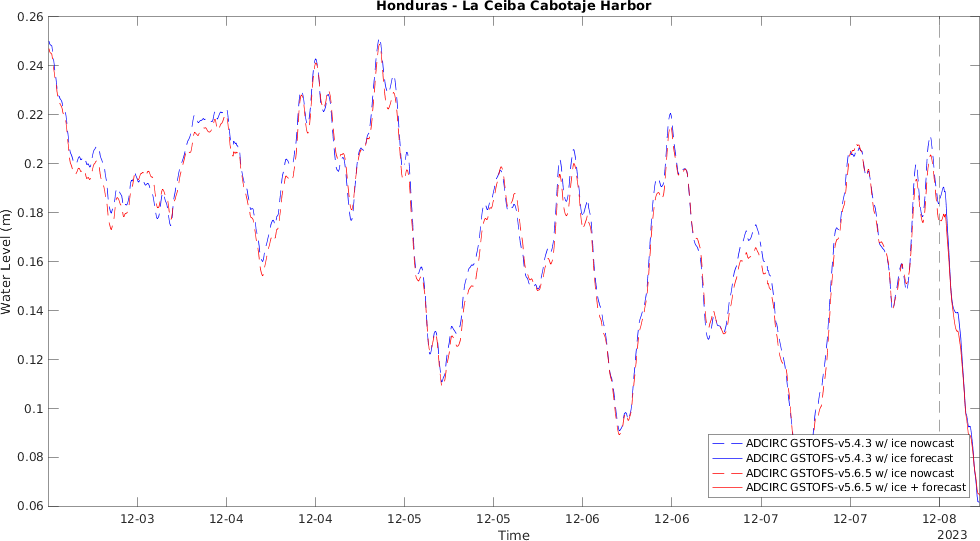 Honduras - La Ceiba Cabotaje Harbor
0.26
0.24
0.22
0.2
0.18
0.16
0.14
0.12
0.1
0.08
0.06
Water Level (m)
ADCIRC GSTOFS-v5.4.3 w/ ice nowcast
ADCIRC GSTOFS-v5.4.3 w/ ice forecast
ADCIRC GSTOFS-v5.6.5 w/ ice nowcast
ADCIRC GSTOFS-v5.6.5 w/ ice + forecast
12-03 12-04 12-04 12-05 12-05 12-06 12-06 12-07 12-07 12-08
Time 2023